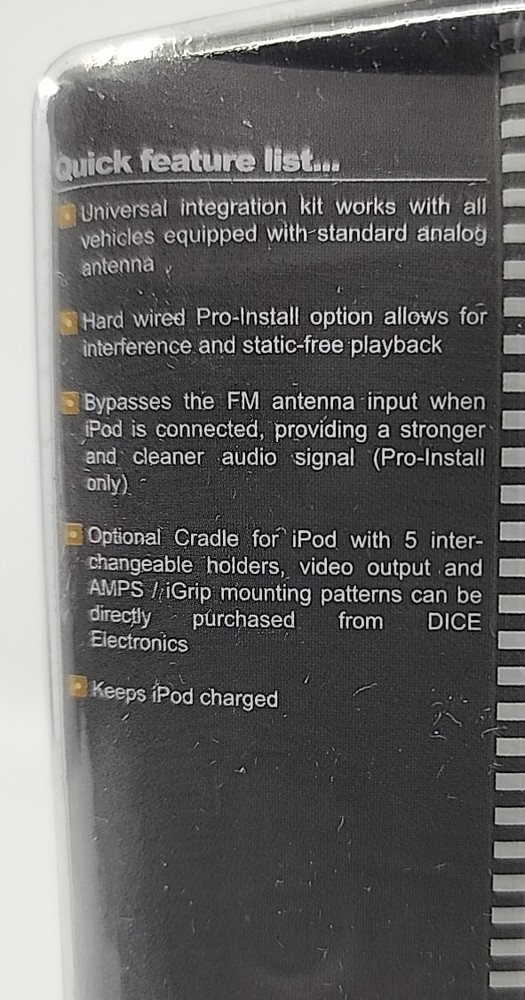 Quick feature list...
Universal integration kit works with all
vehicles equipped with standard analog
antenna
Hard wired Pro-Install option allows for
interference and static-free playback
Bypasses the FM antenna input when
iPod is connected, providing a stronger
and cleaner audio signal (Pro-Install
only)
Optional Cradle for iPod with 5 inter-
changeable holders, video output and
AMPS / iGrip mounting patterns can be
directly purchased from DICE
Electronics
Keeps iPod charged